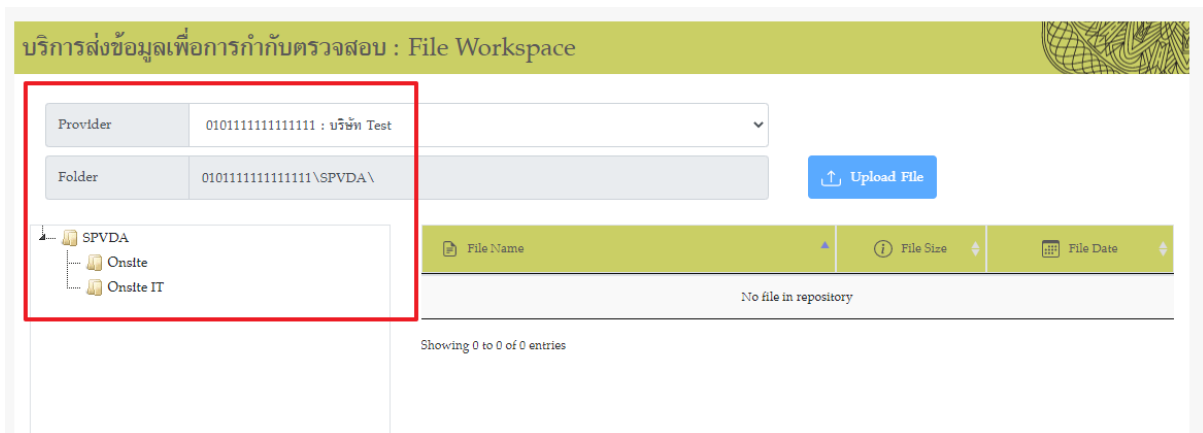 บริการส่งข้อมูลเพื่อการกำกับตรวจสอบ : File Workspace
Provider 0101111111111111 : บริษัท Test
Folder 0101111111111111\SPVDA\
Upload File
SPVDA
Onsite
Onsite IT
File Name File Size File Date
No file in repository
Showing 0 to 0 of 0 entries